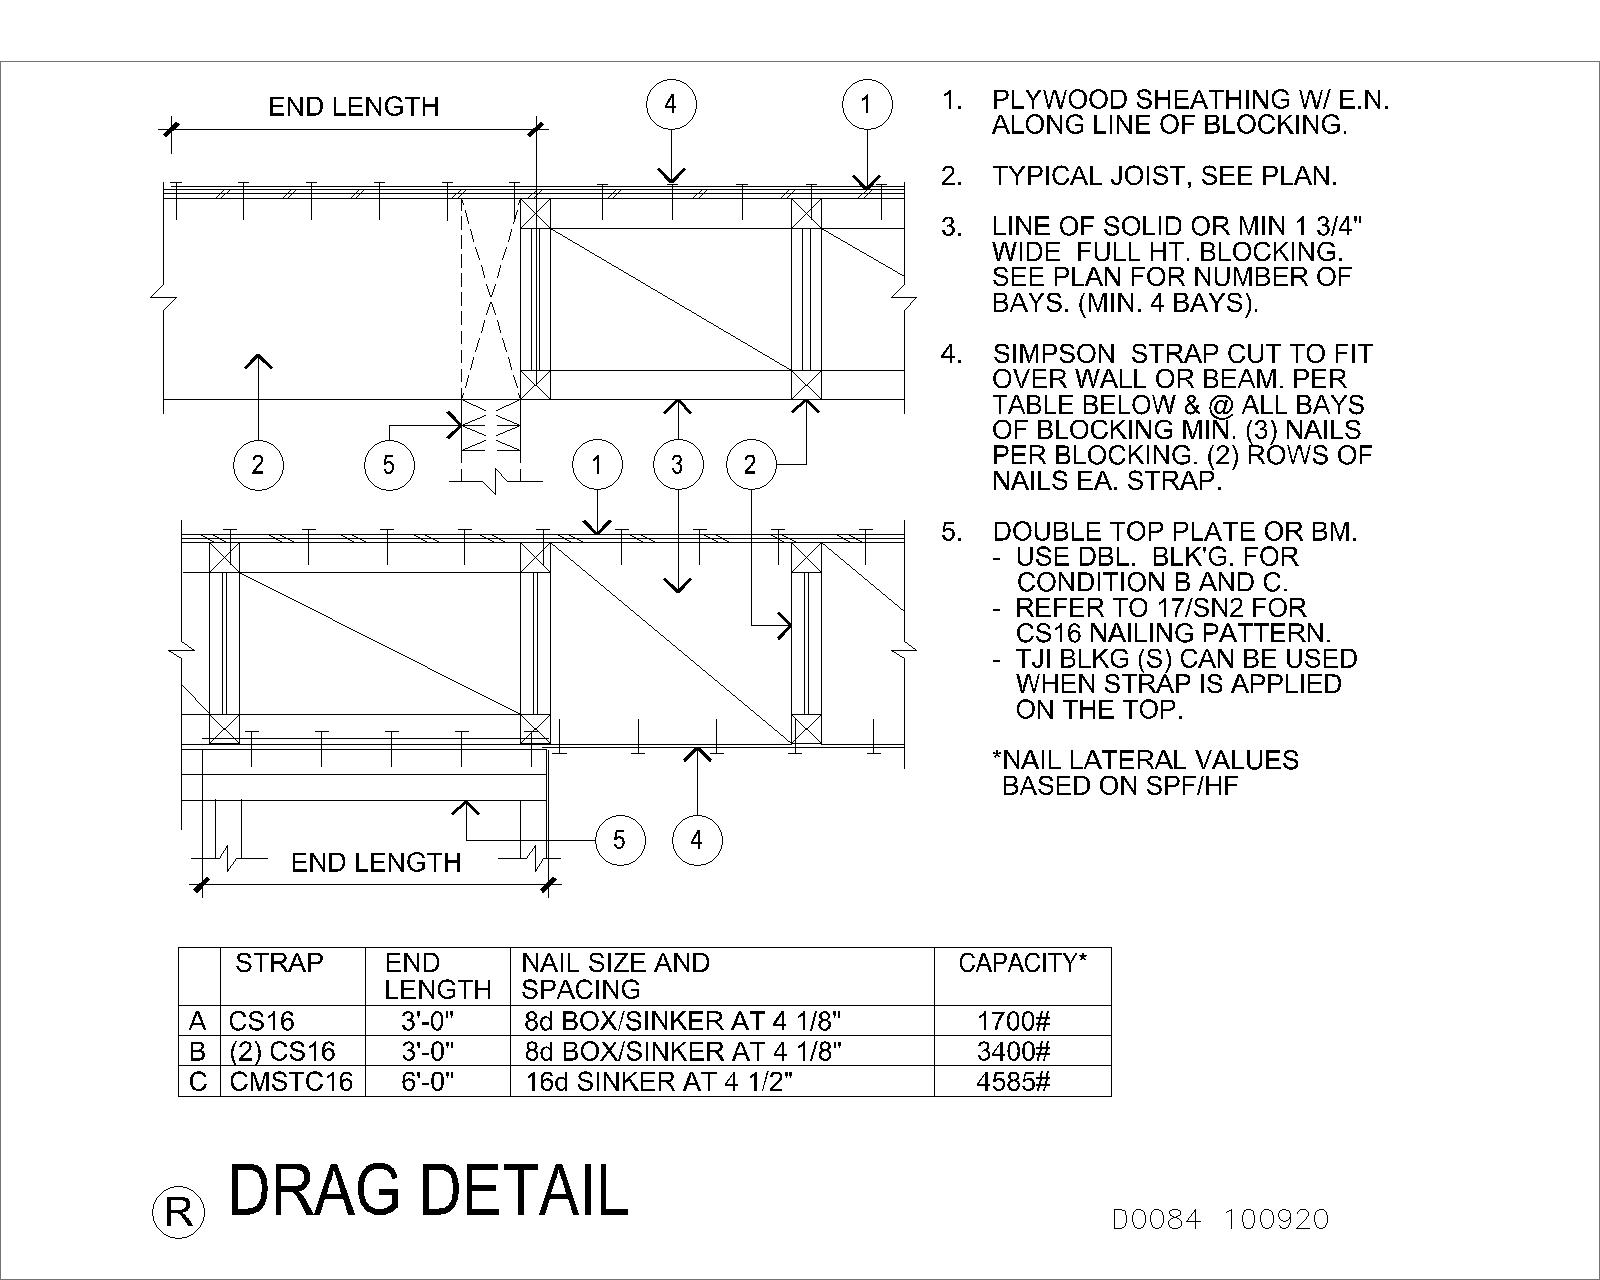 END LENGTH
4
1
2
5
1
3
2
5
4
END LENGTH
1. PLYWOOD SHEATHING W/ E.N.
ALONG LINE OF BLOCKING.
2. TYPICAL JOIST, SEE PLAN.
3. LINE OF SOLID OR MIN 1 3/4"
WIDE FULL HT. BLOCKING.
SEE PLAN FOR NUMBER OF
BAYS. (MIN. 4 BAYS).
4. SIMPSON STRAP CUT TO FIT
OVER WALL OR BEAM. PER
TABLE BELOW & @ ALL BAYS
OF BLOCKING MIN. (3) NAILS
PER BLOCKING. (2) ROWS OF
NAILS EA. STRAP.
5. DOUBLE TOP PLATE OR BM.
- USE DBL. BLK'G. FOR
CONDITION B AND C.
- REFER TO 17/SN2 FOR
CS16 NAILING PATTERN.
- TJI BLKG (S) CAN BE USED
WHEN STRAP IS APPLIED
ON THE TOP.
*NAIL LATERAL VALUES
BASED ON SPF/HF
STRAP END NAIL SIZE AND CAPACITY*
LENGTH SPACING
A CS16 3'-0" 8d BOX/SINKER AT 4 1/8" 1700#
B (2) CS16 3'-0" 8d BOX/SINKER AT 4 1/8" 3400#
C CMSTC16 6'-0" 16d SINKER AT 4 1/2" 4585#
R DRAG DETAIL
D0084 100920